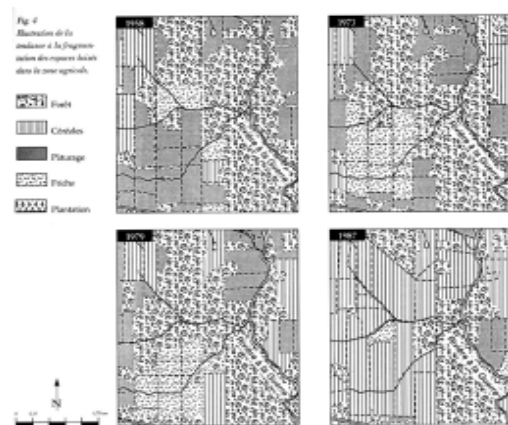 Fig. 4
Illustration de la
tendance à la fragmen-
tation des espaces boisés
dans la zone agricole.
Forêt
Céréales
Pâturage
Friche
Plantation
N
0
1958
1973
1979
1987